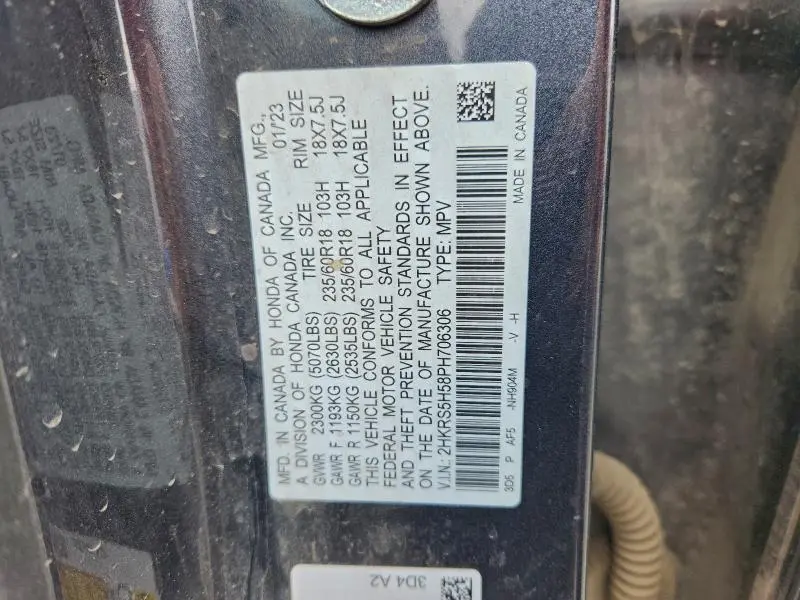 MFD. IN CANADA BY HONDA OF CANADA MFG.,
A DIVISION OF HONDA CANADA INC. 01/23
TIRE SIZE RIM SIZE
GVWR 2300KG (5070LBS)
GAWR F 1193KG (2630LBS) 235/60R18 103H 18X7.5J
GAWR R 1150KG (2535LBS) 235/60R18 103H 18X7.5J
THIS VEHICLE CONFORMS TO ALL APPLICABLE
FEDERAL MOTOR VEHICLE SAFETY
AND THEFT PREVENTION STANDARDS IN EFFECT
ON THE DATE OF MANUFACTURE SHOWN ABOVE.
V.I.N.: 2HKRS5H58PH706306 TYPE: MPV
3D5 P AF5 -NH904M -V -H MADE IN CANADA
3D4 A2